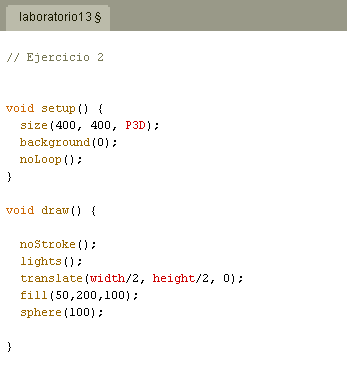 laboratorio13 §
// Ejercicio 2
void setup() {
  size(400, 400, P3D);
  background(0);
  noLoop();
}
void draw() {
  noStroke();
  lights();
  translate(width/2, height/2, 0);
  fill(50,200,100);
  sphere(100);
}